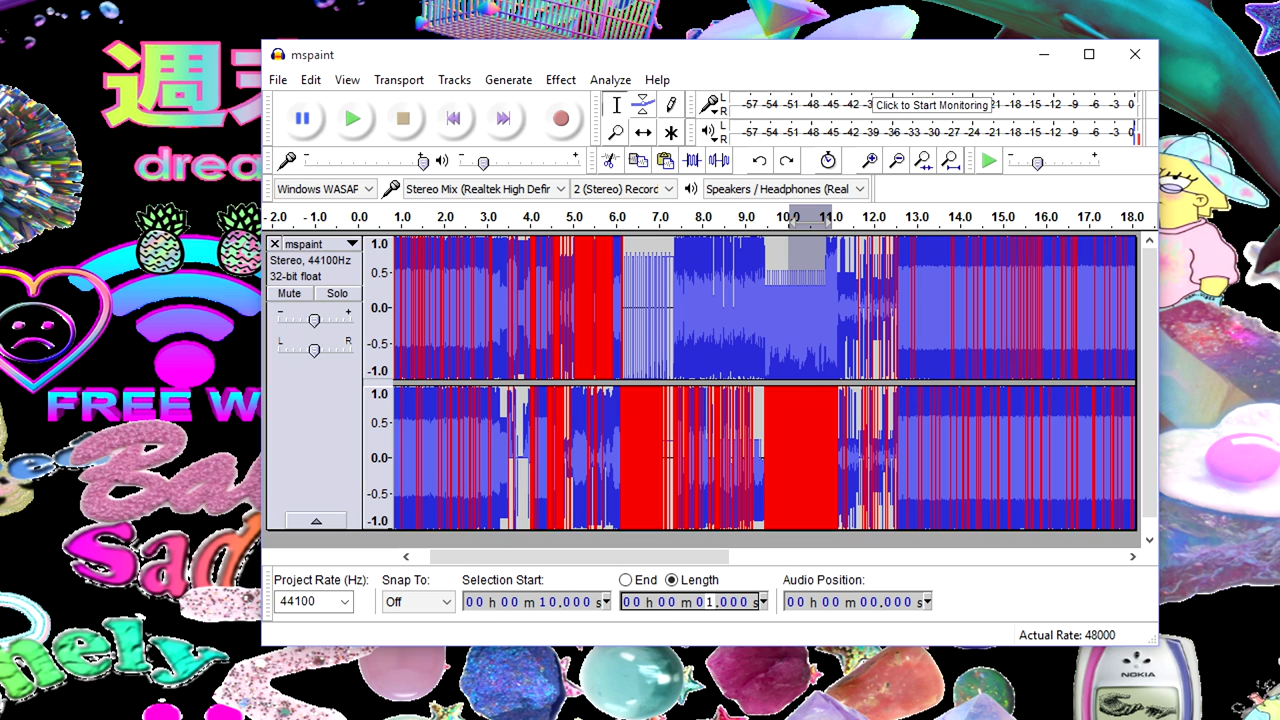 週
drea
FREE W
Ba
Sad
nely
NOKIA
mspaint
File Edit View Transport Tracks Generate Effect Analyze Help
L
R
-57 -54 -51 -48 -45 -42 Click to Start Monitoring 21 -18 -15 -12 -9 -6 -3 0
L
R
-57 -54 -51 -48 -45 -42 -39 -36 -33 -30 -27 -24 -21 -18 -15 -12 -9 -6 -3 0
- + - + - +
Windows WASAF Stereo Mix (Realtek High Defir 2 (Stereo) Recorc Speakers / Headphones (Real
-2.0 -1.0 0.0 1.0 2.0 3.0 4.0 5.0 6.0 7.0 8.0 9.0 10.0 11.0 12.0 13.0 14.0 15.0 16.0 17.0 18.0
mspaint
Stereo, 44100Hz
32-bit float
Mute Solo
- +
L R
1.0
0.5
0.0
-0.5
-1.0
1.0
0.5
0.0
-0.5
-1.0
Project Rate (Hz): Snap To: Selection Start: End Length Audio Position:
44100 Off 00 h 00 m 10.000 s 00 h 00 m 01.000 s 00 h 00 m 00.000 s
Actual Rate: 48000